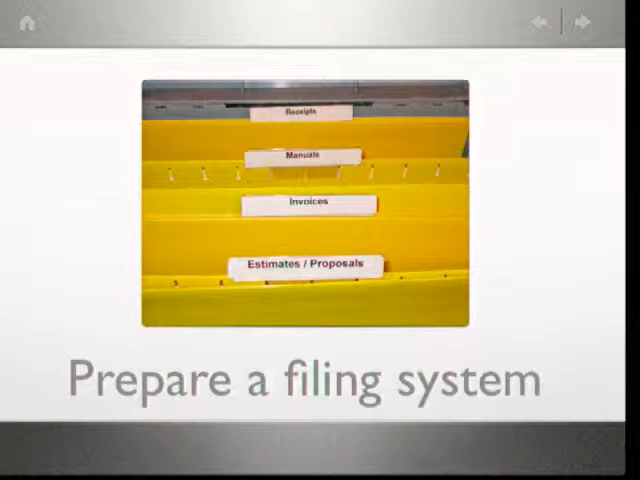 Receipts
Manuals
Invoices
Estimates / Proposals
Prepare a filing system